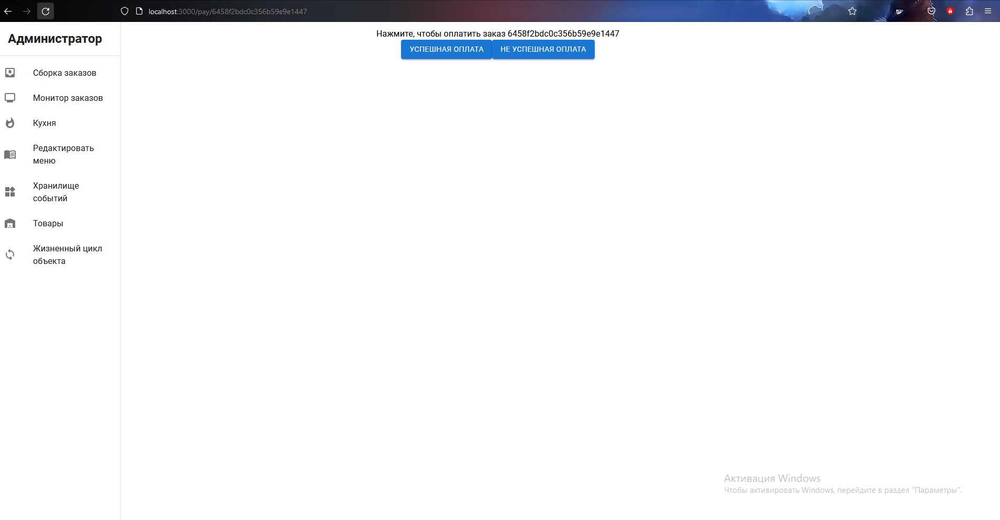 localhost:3000/pay/6458f2bdc0c356b59e9e1447
Администратор
Сборка заказов
Монитор заказов
Кухня
Редактировать
меню
Хранилище
событий
Товары
Жизненный цикл
объекта
Нажмите, чтобы оплатить заказ 6458f2bdc0c356b59e9e1447
УСПЕШНАЯ ОПЛАТА НЕ УСПЕШНАЯ ОПЛАТА
Активация Windows
Чтобы активировать Windows, перейдите в раздел "Параметры".